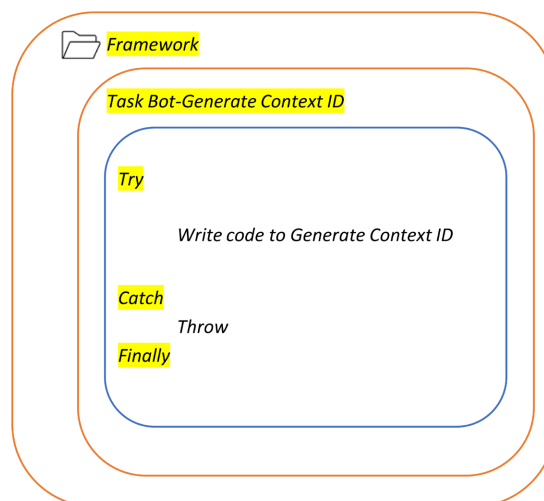 Framework
Task Bot-Generate Context ID
Try
Write code to Generate Context ID
Catch
Throw
Finally